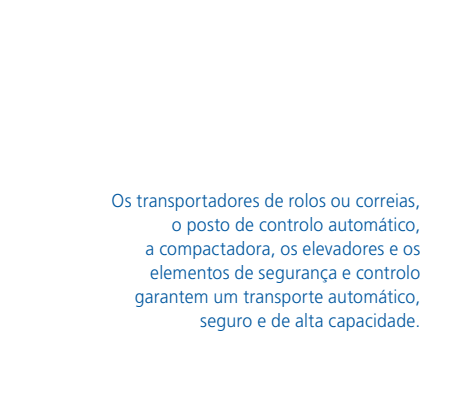 Os transportadores de rolos ou correias,
o posto de controlo automático,
a compactadora, os elevadores e os
elementos de segurança e controlo
garantem um transporte automático,
seguro e de alta capacidade.